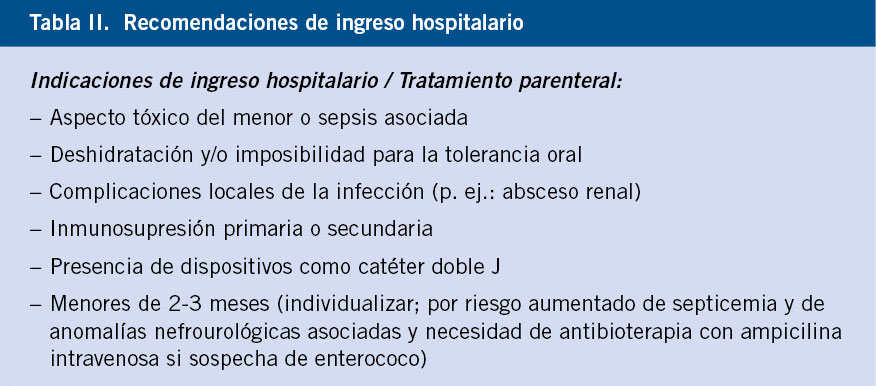 Tabla II. Recomendaciones de ingreso hospitalario
Indicaciones de ingreso hospitalario / Tratamiento parenteral:
– Aspecto tóxico del menor o sepsis asociada
– Deshidratación y/o imposibilidad para la tolerancia oral
– Complicaciones locales de la infección (p. ej.: absceso renal)
– Inmunosupresión primaria o secundaria
– Presencia de dispositivos como catéter doble J
– Menores de 2-3 meses (individualizar; por riesgo aumentado de septicemia y de
anomalías nefrourológicas asociadas y necesidad de antibioterapia con ampicilina
intravenosa si sospecha de enterococo)